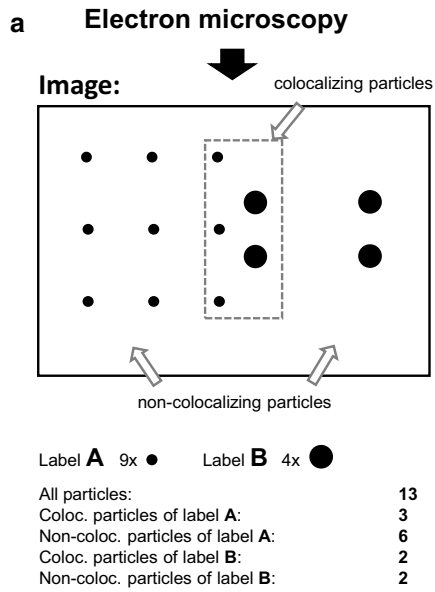 a
Electron microscopy
Image:
colocalizing particles
non-colocalizing particles
Label A 9x Label B 4x
All particles: 13
Coloc. particles of label A: 3
Non-coloc. particles of label A: 6
Coloc. particles of label B: 2
Non-coloc. particles of label B: 2